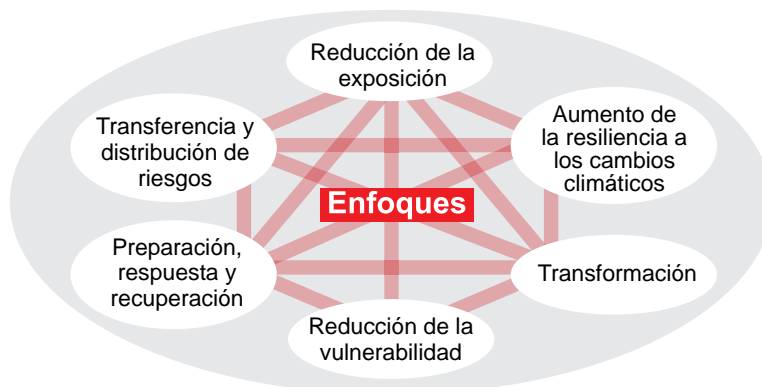 Reducción de la
exposición
Transferencia y
distribución de
riesgos
Aumento de
la resiliencia a
los cambios
climáticos
Enfoques
Preparación,
respuesta y
recuperación
Transformación
Reducción de la
vulnerabilidad